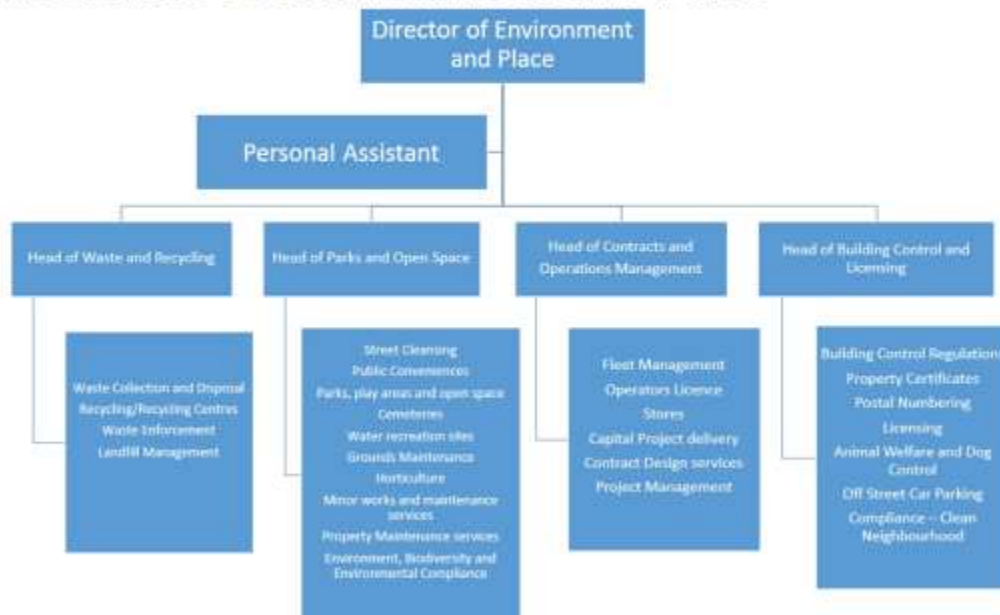 Director of Environment
and Place
Personal Assistant
Head of Waste and Recycling
Head of Parks and Open Space
Head of Contracts and
Operations Management
Head of Building Control and
Licensing
Waste Collection and Disposal
Recycling/Recycling Centres
Waste Enforcement
Landfill Management
Street Cleansing
Public Conveniences
Parks, play areas and open space
Cemeteries
Water recreation sites
Grounds Maintenance
Horticulture
Minor works and maintenance
services
Property Maintenance services
Environment, Biodiversity and
Environmental Compliance
Fleet Management
Operators Licence
Stores
Capital Project delivery
Contract Design services
Project Management
Building Control Regulations
Property Certificates
Postal Numbering
Licensing
Animal Welfare and Dog
Control
Off Street Car Parking
Compliance – Clean
Neighbourhood